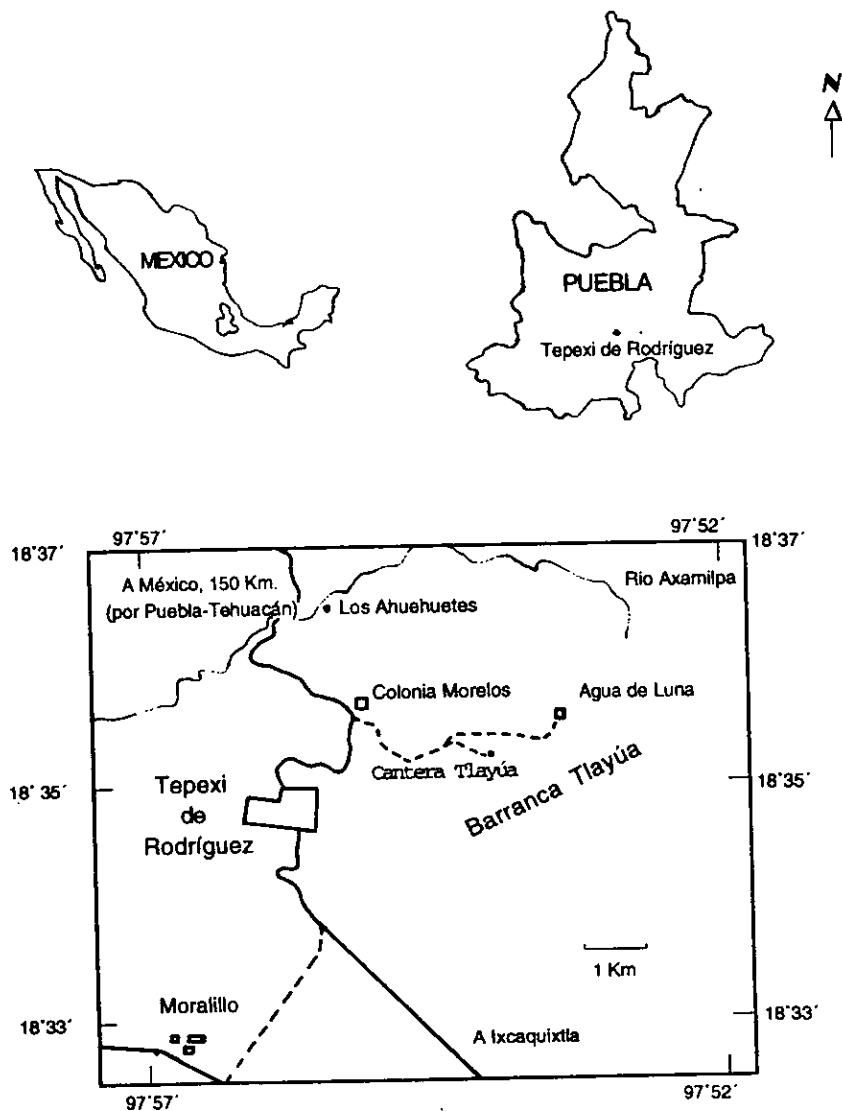 N
MEXICO
PUEBLA
Tepexi de Rodríguez
97°57´
97°52´
18°37´
18°37´
A México, 150 Km.
(por Puebla-Tehuacán)
Río Axamilpa
Los Ahuehuetes
Colonia Morelos
Agua de Luna
Cantera Tlayúa
Barranca Tlayúa
18°35´
18°35´
Tepexi
de
Rodríguez
1 Km
Moralillo
18°33´
18°33´
A Ixcaquixtla
97°57´
97°52´